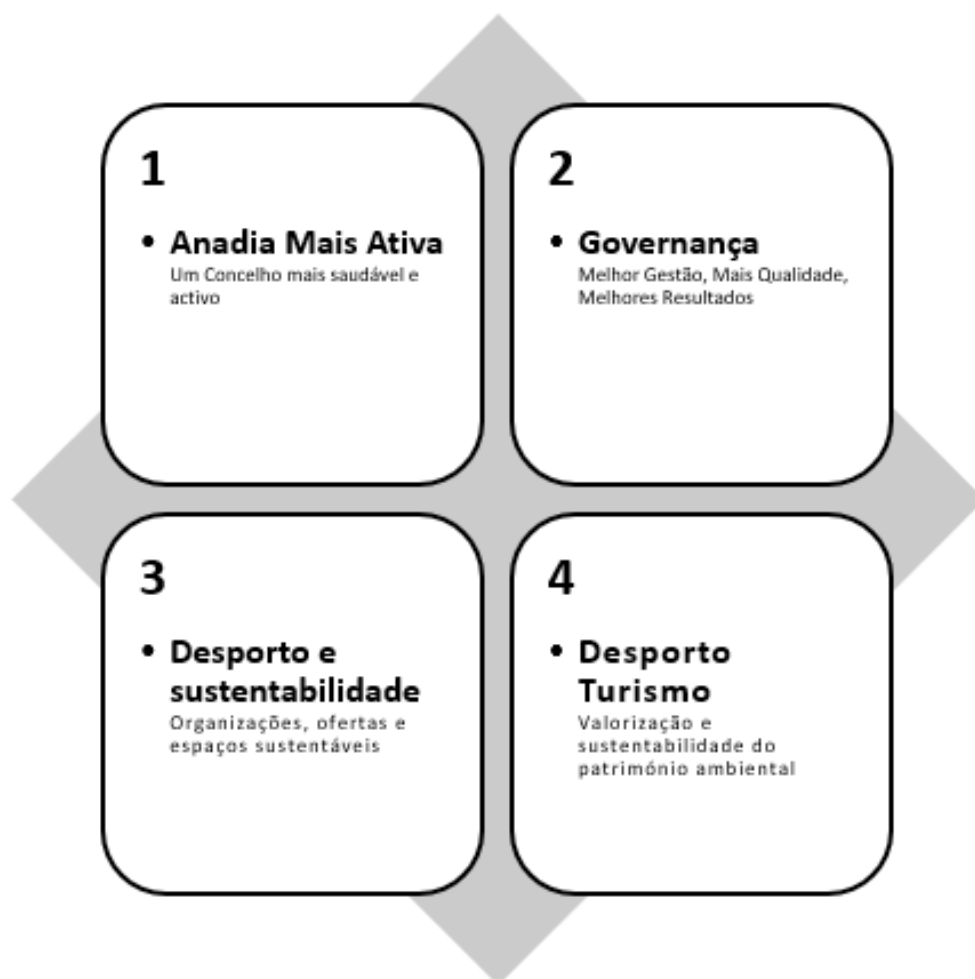 1
• Anadia Mais Ativa
Um Concelho mais saudável e
activo
2
• Governança
Melhor Gestão, Mais Qualidade,
Melhores Resultados
3
• Desporto e
sustentabilidade
Organizações, ofertas e
espaços sustentáveis
4
• Desporto
Turismo
Valorização e
sustentabilidade do
património ambiental